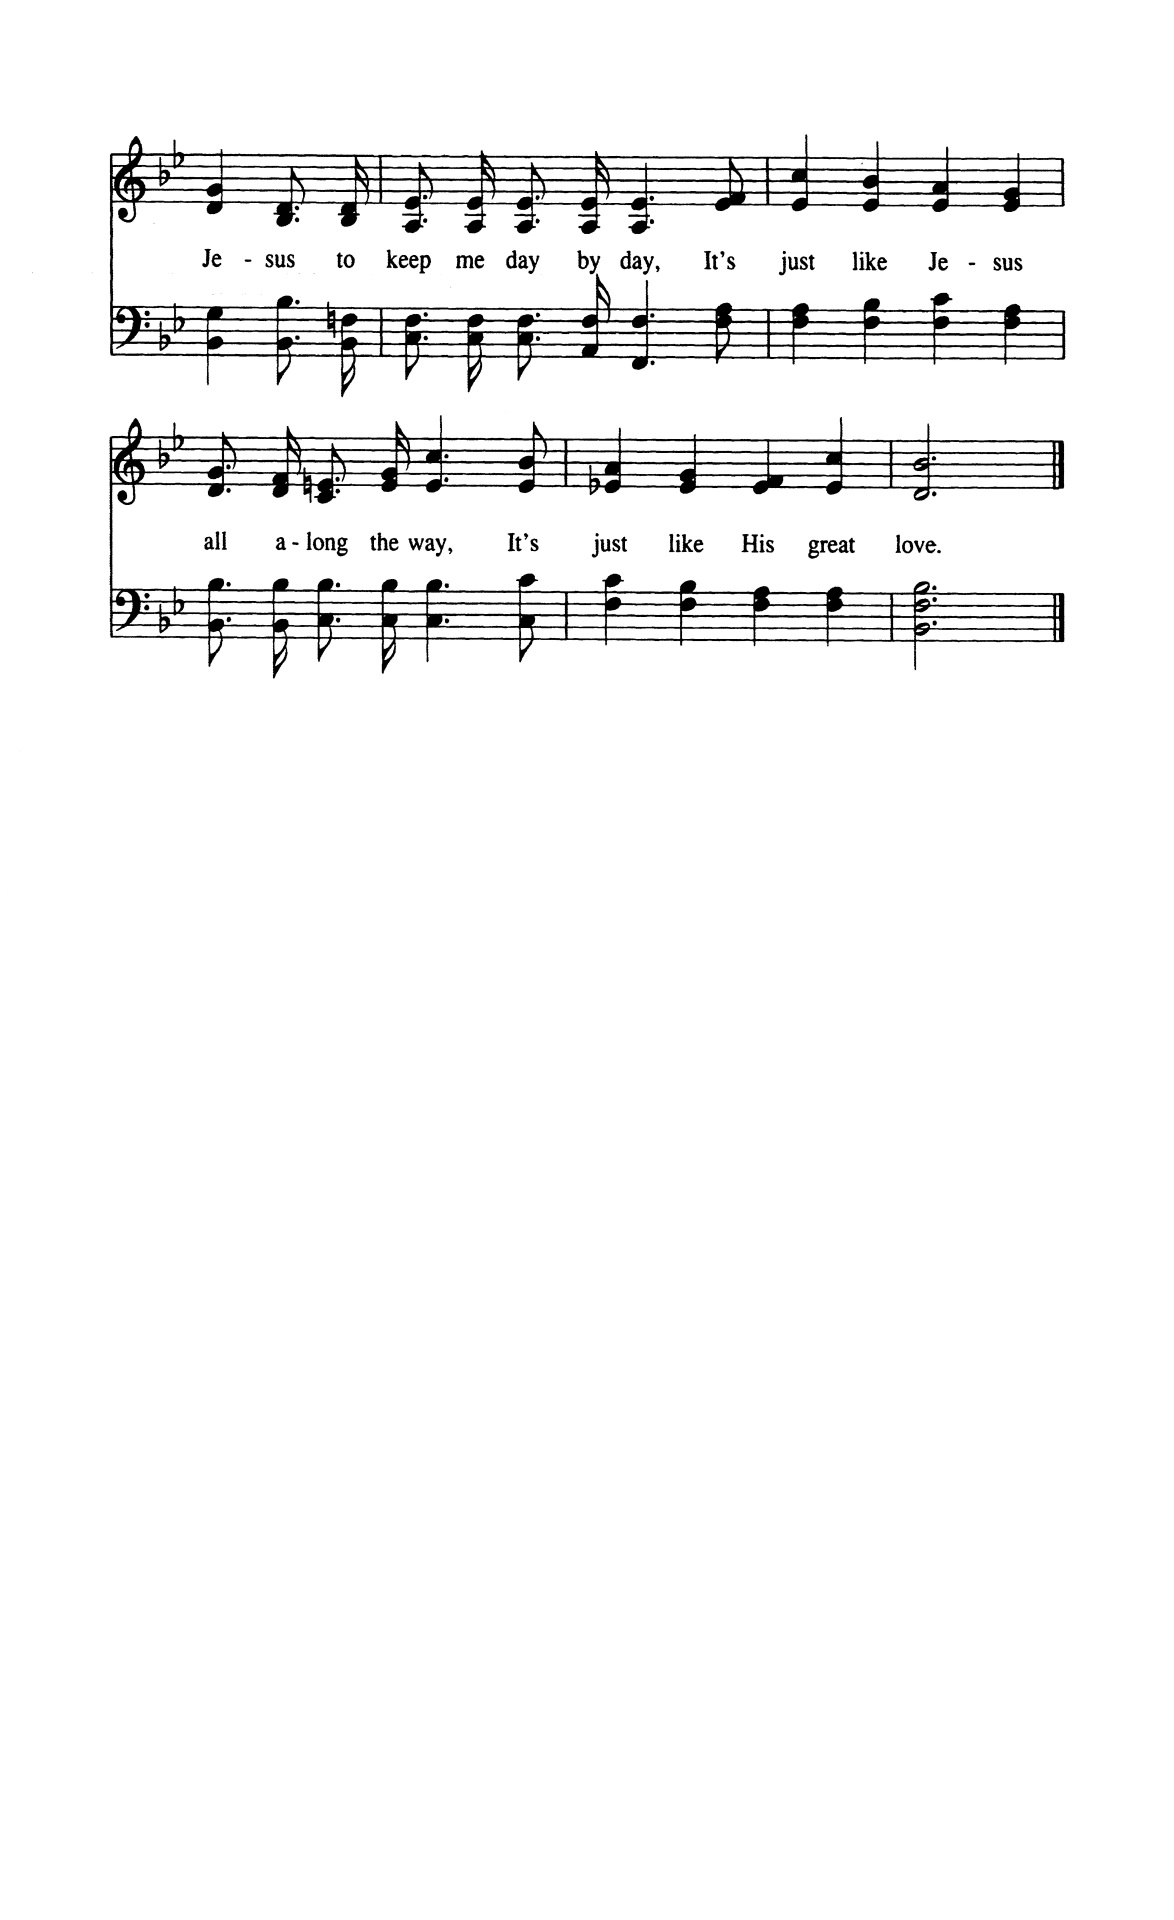 Je - sus to keep me day by day, It's just like Je - sus
all a - long the way, It's just like His great love.